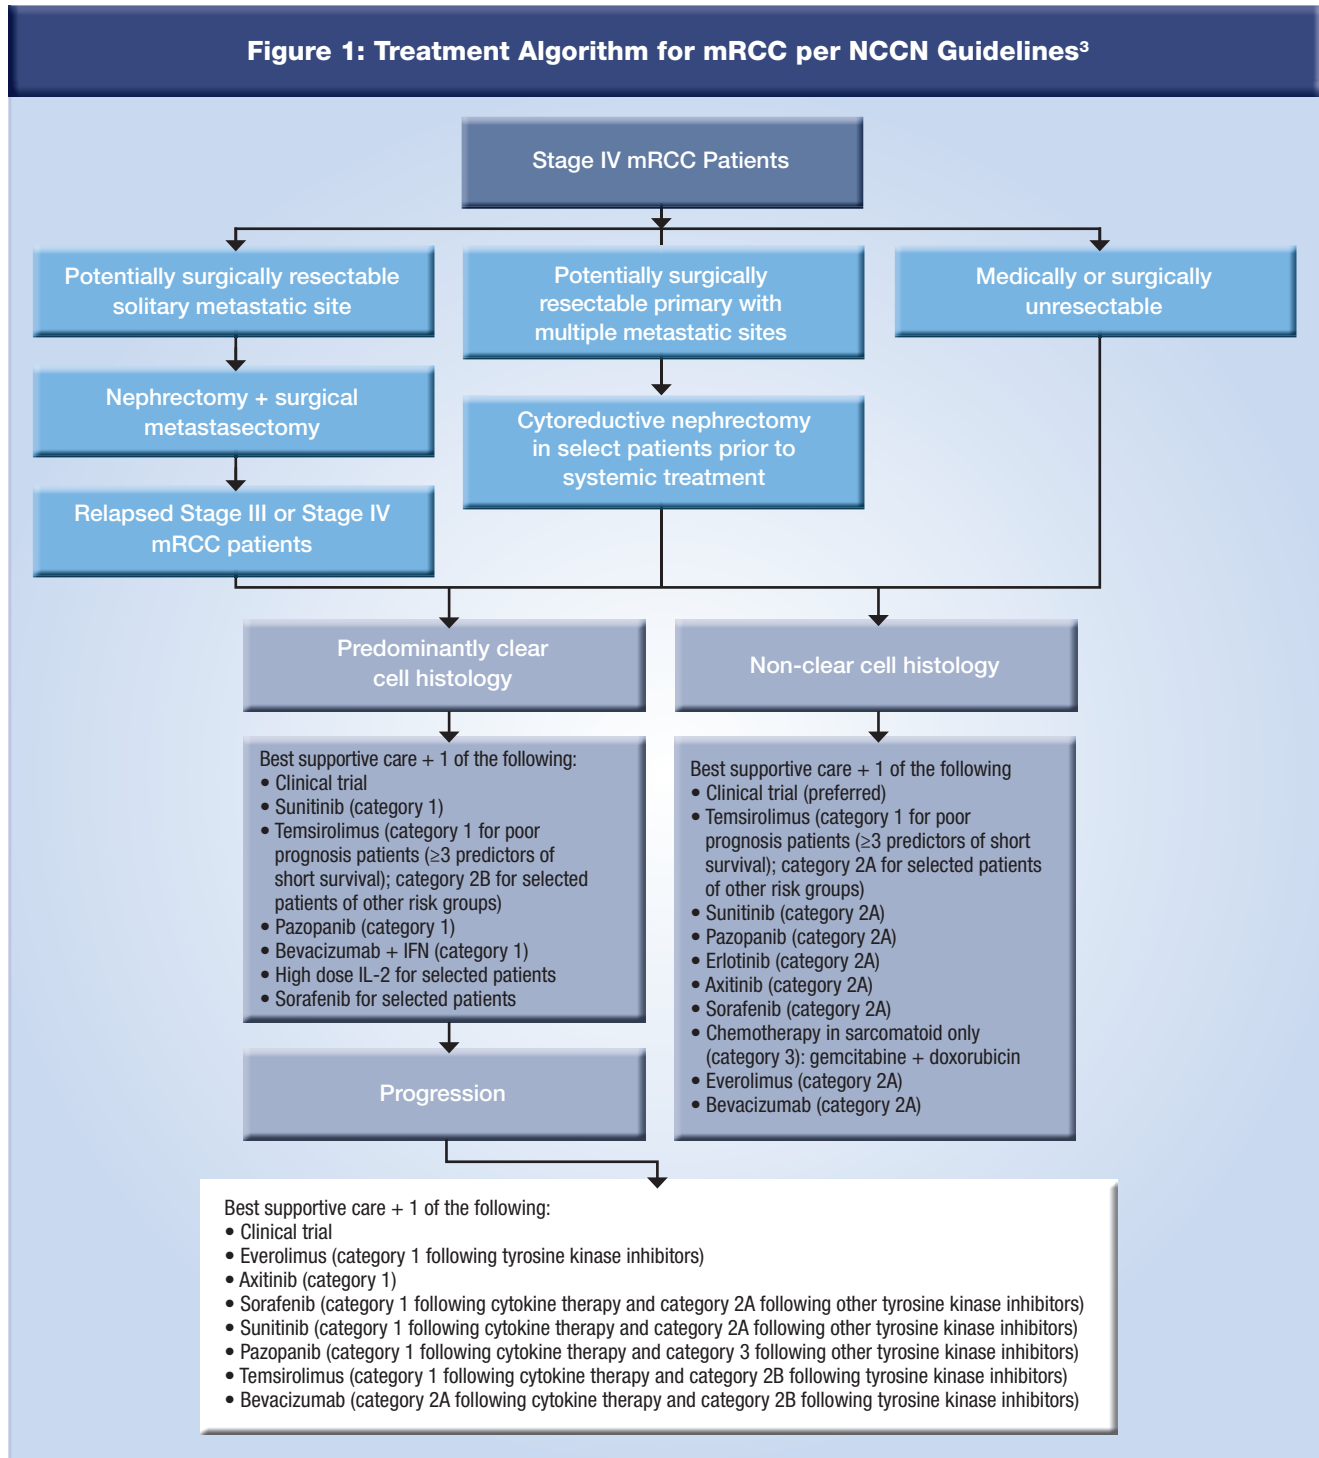 Figure 1: Treatment Algorithm for mRCC per NCCN Guidelines³
Stage IV mRCC Patients
Potentially surgically resectable
solitary metastatic site
Potentially surgically
resectable primary with
multiple metastatic sites
Medically or surgically
unresectable
Nephrectomy + surgical
metastasectomy
Cytoreductive nephrectomy
in select patients prior to
systemic treatment
Relapsed Stage III or Stage IV
mRCC patients
Predominantly clear
cell histology
Non-clear cell histology
Best supportive care + 1 of the following:
• Clinical trial
• Sunitinib (category 1)
• Temsirolimus (category 1 for poor
prognosis patients (≥3 predictors of
short survival); category 2B for selected
patients of other risk groups)
• Pazopanib (category 1)
• Bevacizumab + IFN (category 1)
• High dose IL-2 for selected patients
• Sorafenib for selected patients
Best supportive care + 1 of the following
• Clinical trial (preferred)
• Temsirolimus (category 1 for poor
prognosis patients (≥3 predictors of short
survival); category 2A for selected patients
of other risk groups)
• Sunitinib (category 2A)
• Pazopanib (category 2A)
• Erlotinib (category 2A)
• Axitinib (category 2A)
• Sorafenib (category 2A)
• Chemotherapy in sarcomatoid only
(category 3): gemcitabine + doxorubicin
• Everolimus (category 2A)
• Bevacizumab (category 2A)
Progression
Best supportive care + 1 of the following:
• Clinical trial
• Everolimus (category 1 following tyrosine kinase inhibitors)
• Axitinib (category 1)
• Sorafenib (category 1 following cytokine therapy and category 2A following other tyrosine kinase inhibitors)
• Sunitinib (category 1 following cytokine therapy and category 2A following other tyrosine kinase inhibitors)
• Pazopanib (category 1 following cytokine therapy and category 3 following other tyrosine kinase inhibitors)
• Temsirolimus (category 1 following cytokine therapy and category 2B following tyrosine kinase inhibitors)
• Bevacizumab (category 2A following cytokine therapy and category 2B following tyrosine kinase inhibitors)